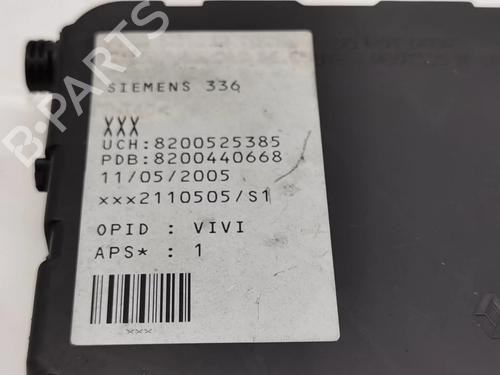 SIEMENS 336
XXX
UCH:8200525385
PDB:8200440668
11/05/2005
xxx2110505/S1
OPID : VIVI
APS* : 1
xxx
B-PARTS